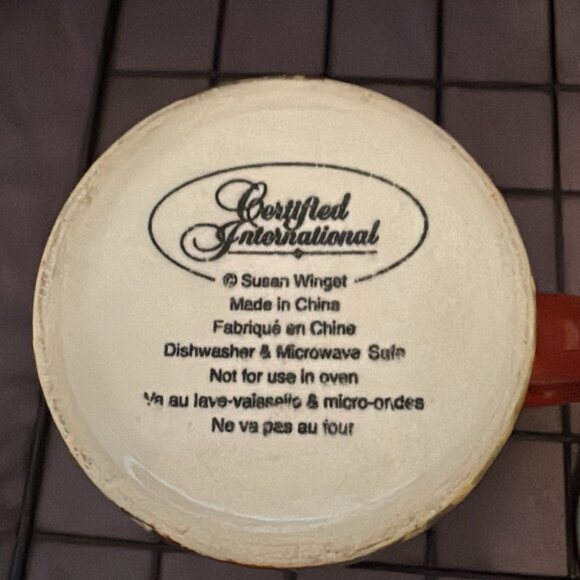 Certified
International
© Susan Winget
Made in China
Fabriqué en Chine
Dishwasher & Microwave Safe
Not for use in oven
Va au lave-vaisselle & micro-ondes
Ne va pas au four